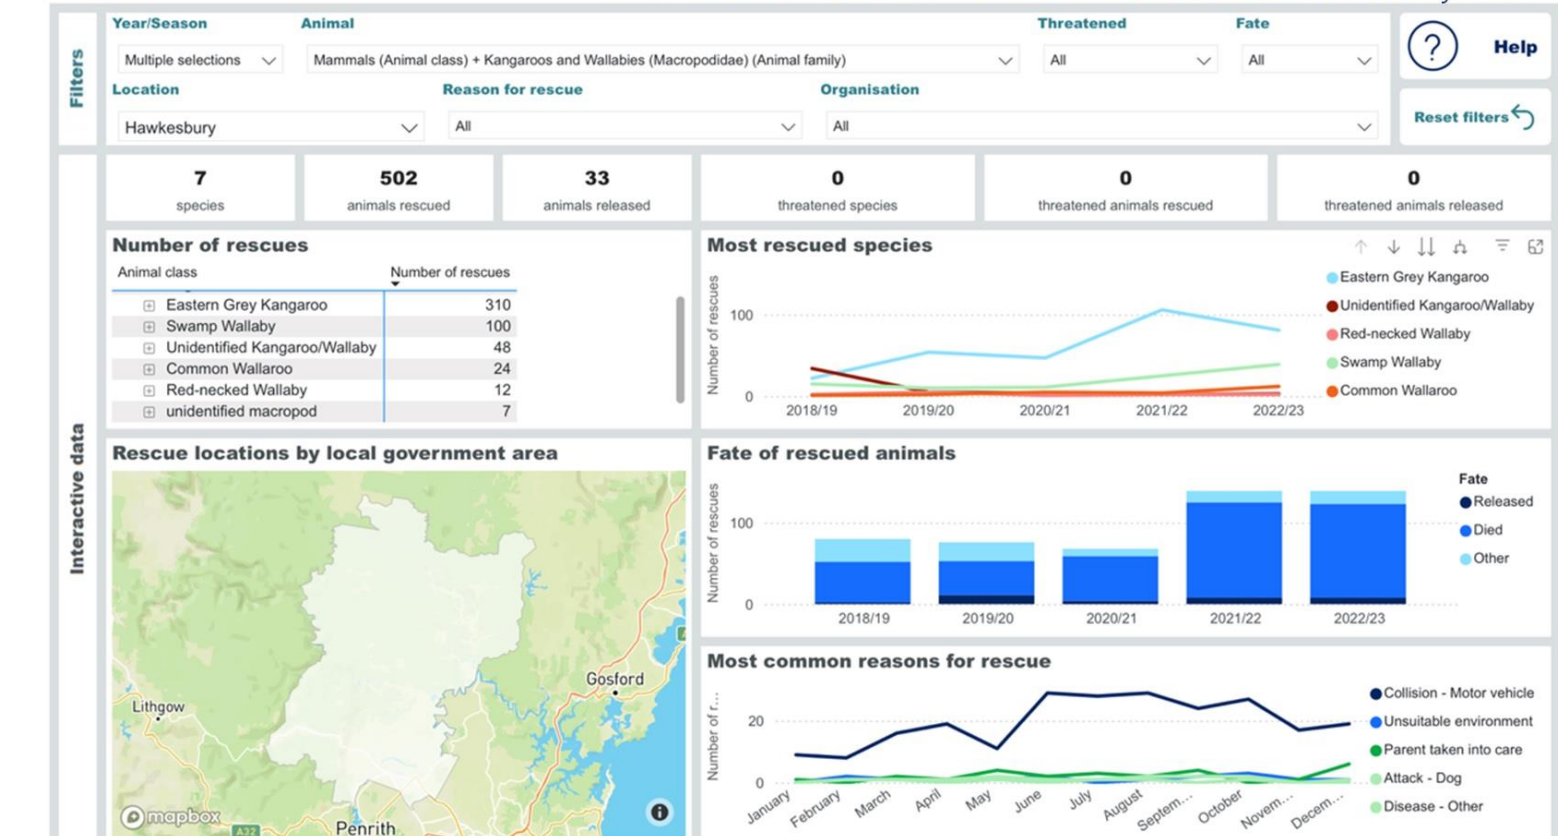 Filters
Year/Season
Animal
Threatened
Fate
Multiple selections
Mammals (Animal class) + Kangaroos and Wallabies (Macropodidae) (Animal family)
All
All
Location
Reason for rescue
Organisation
Hawkesbury
All
All
? Help
Reset filters
Interactive data
7
species
502
animals rescued
33
animals released
0
threatened species
0
threatened animals rescued
0
threatened animals released
Number of rescues
Animal class Number of rescues
Eastern Grey Kangaroo 310
Swamp Wallaby 100
Unidentified Kangaroo/Wallaby 48
Common Wallaroo 24
Red-necked Wallaby 12
unidentified macropod 7
Most rescued species
Number of rescues
100
0
2018/19 2019/20 2020/21 2021/22 2022/23
Eastern Grey Kangaroo
Unidentified Kangaroo/Wallaby
Red-necked Wallaby
Swamp Wallaby
Common Wallaroo
Rescue locations by local government area
Gosford
Lithgow
mapbox
A32
Penrith
Fate of rescued animals
Number of rescues
100
0
2018/19 2019/20 2020/21 2021/22 2022/23
Fate
Released
Died
Other
Most common reasons for rescue
Number of r...
20
0
January February March April May June July August Septem... October Novem... Decem...
Collision - Motor vehicle
Unsuitable environment
Parent taken into care
Attack - Dog
Disease - Other